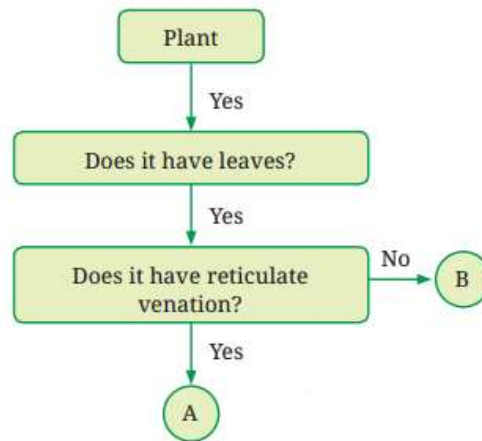 Plant
Yes
Does it have leaves?
Yes
Does it have reticulate
venation?
No
B
Yes
A